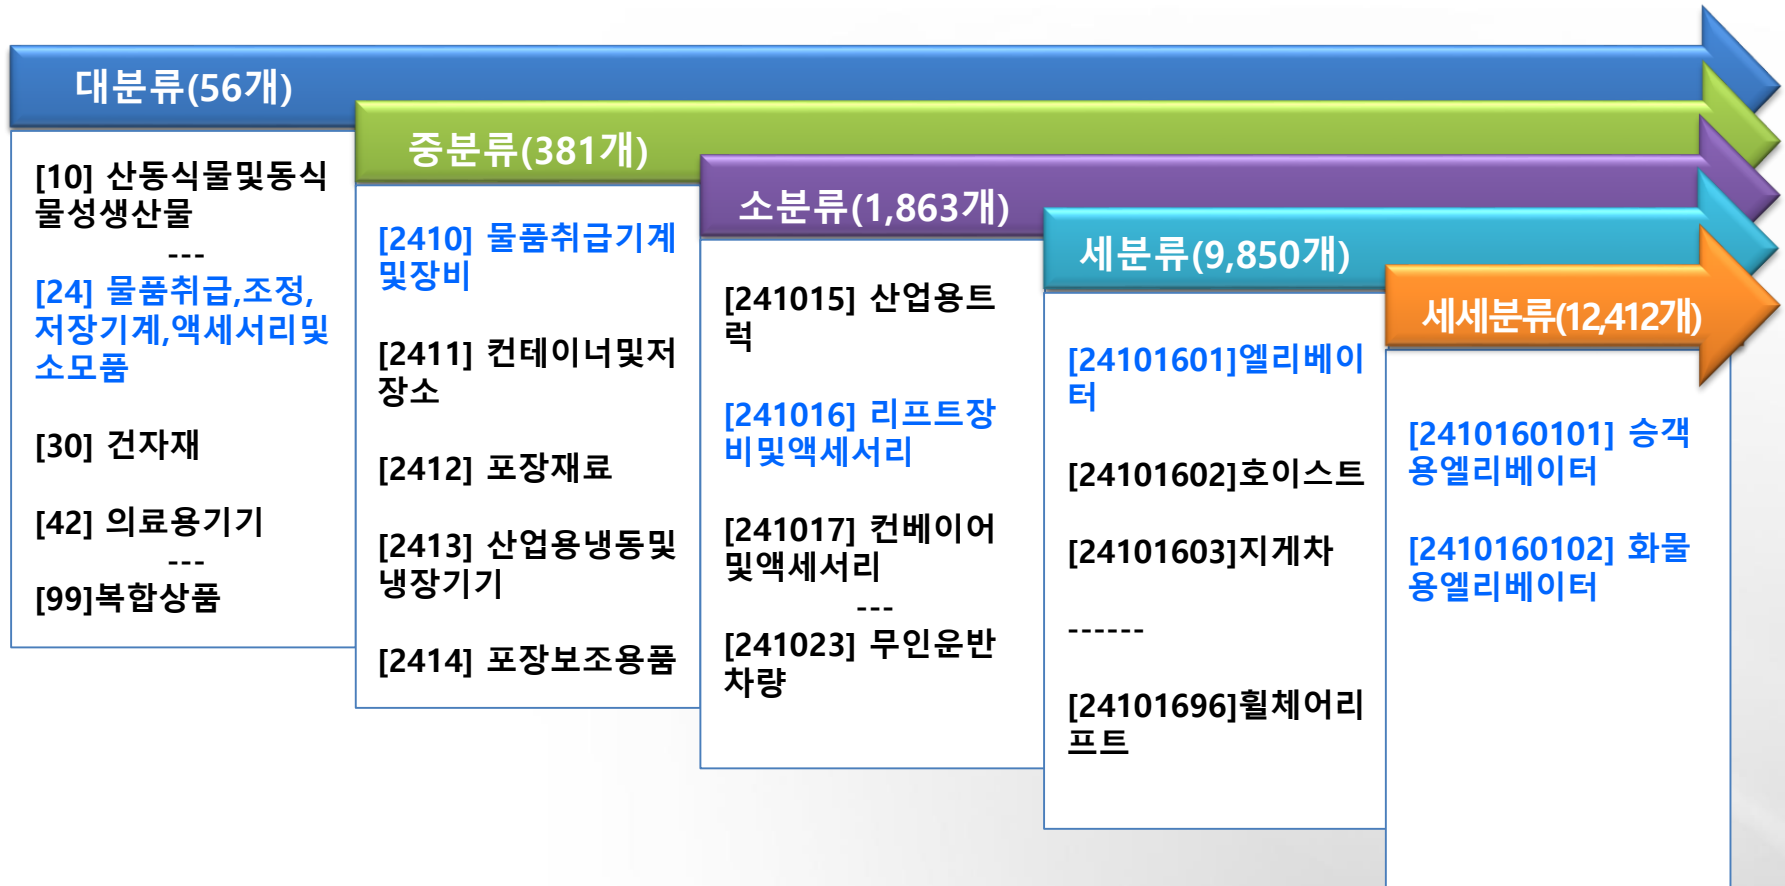 대분류(56개)
[10] 산동식물및동식
물성생산물
---
[24] 물품취급,조정,
저장기계,액세서리및
소모품
[30] 건자재
[42] 의료용기기
---
[99]복합상품
중분류(381개)
[2410] 물품취급기계
및장비
[2411] 컨테이너및저
장소
[2412] 포장재료
[2413] 산업용냉동및
냉장기기
[2414] 포장보조용품
소분류(1,863개)
[241015] 산업용트
럭
[241016] 리프트장
비및액세서리
[241017] 컨베이어
및액세서리
---
[241023] 무인운반
차량
세분류(9,850개)
[24101601]엘리베이
터
[24101602]호이스트
[24101603]지게차
------
[24101696]휠체어리
프트
세세분류(12,412개)
[2410160101] 승객
용엘리베이터
[2410160102] 화물
용엘리베이터